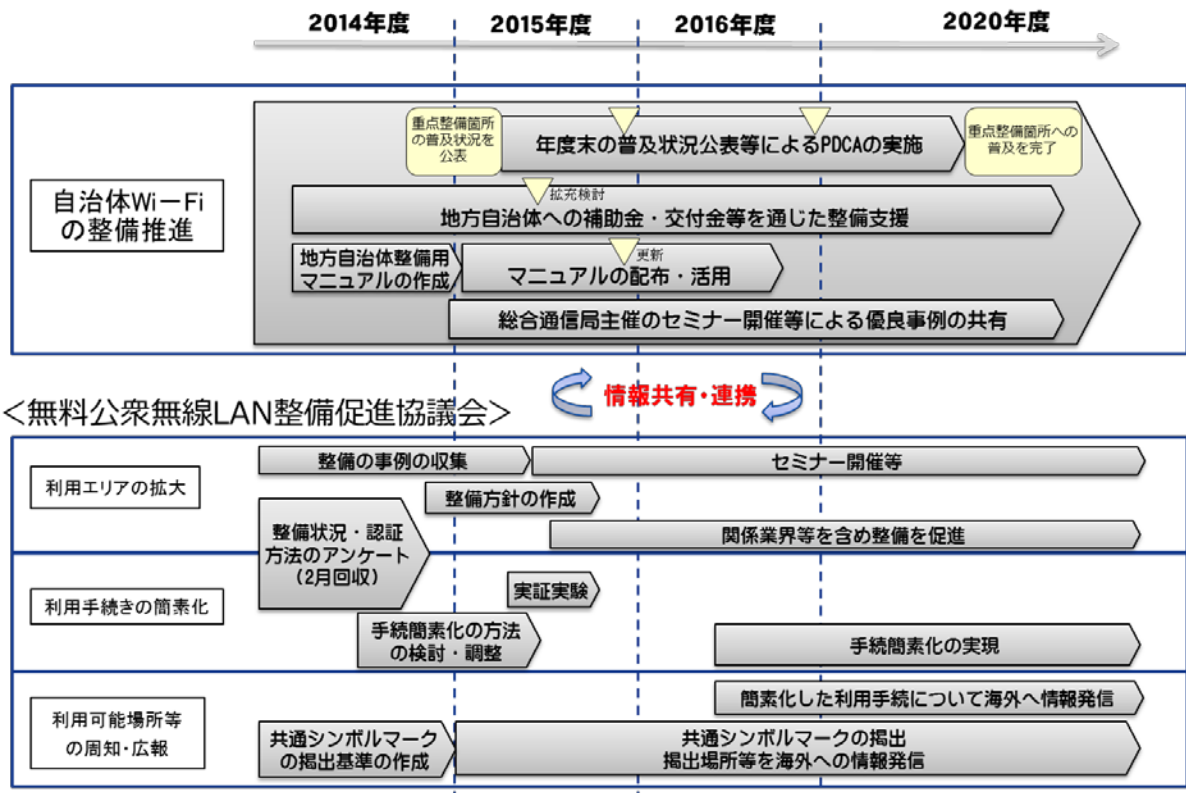 2014年度
2015年度
2016年度
2020年度
自治体Wi-Fi
の整備推進
重点整備箇所
の普及状況を
公表
年度末の普及状況公表等によるPDCAの実施
重点整備箇所への
普及を完了
拡充検討
地方自治体への補助金・交付金等を通じた整備支援
地方自治体整備用
マニュアルの作成
更新
マニュアルの配布・活用
総合通信局主催のセミナー開催等による優良事例の共有
情報共有・連携
<無料公衆無線LAN整備促進協議会>
利用エリアの拡大
整備の事例の収集
セミナー開催等
整備方針の作成
整備状況・認証
方法のアンケート
(2月回収)
関係業界等を含め整備を促進
利用手続きの簡素化
実証実験
手続簡素化の方法
の検討・調整
手続簡素化の実現
利用可能場所等
の周知・広報
簡素化した利用手続について海外へ情報発信
共通シンボルマーク
の掲出基準の作成
共通シンボルマークの掲出
掲出場所等を海外への情報発信